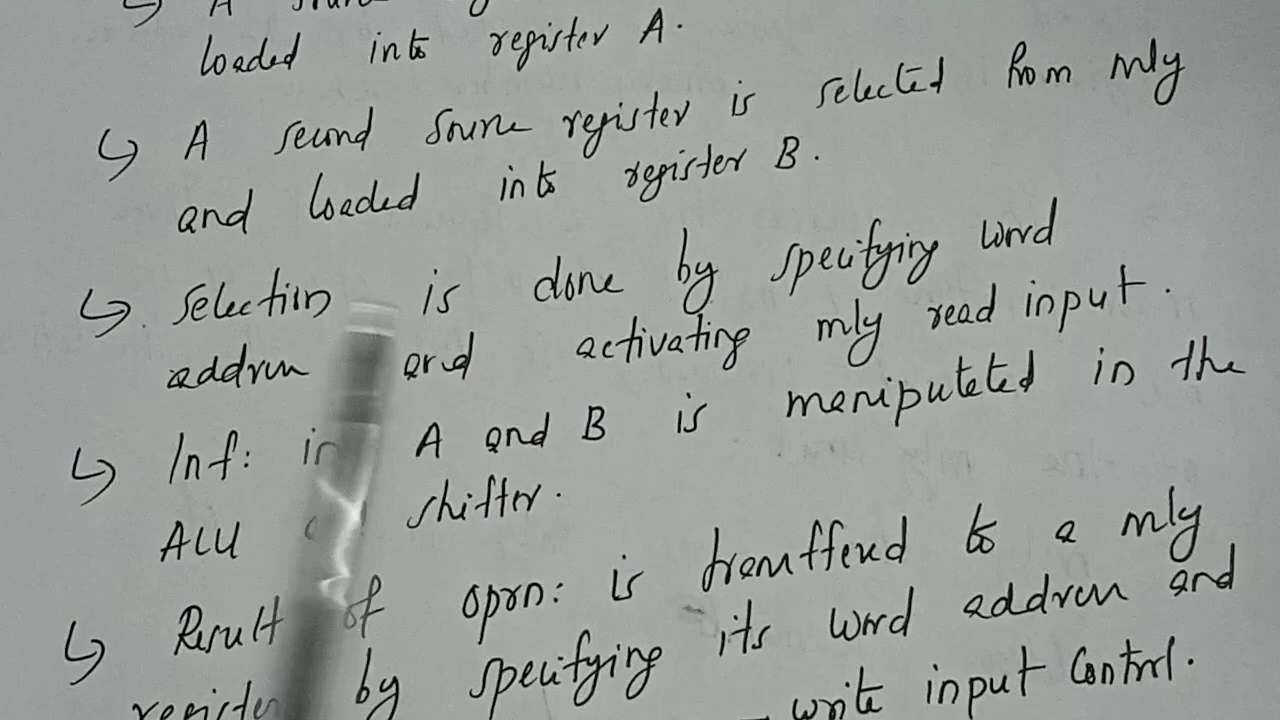 ↳ A
loaded into register A.
↳ A second source register is selected from mly
and loaded into register B.
↳ Selection is done by specifying word
address and activating mly read input.
↳ Inf: in A and B is maniputeted in the
ALU shifter.
↳ Result of oprn: is transffered to a mly
register by specifying its word address and
write input Control.